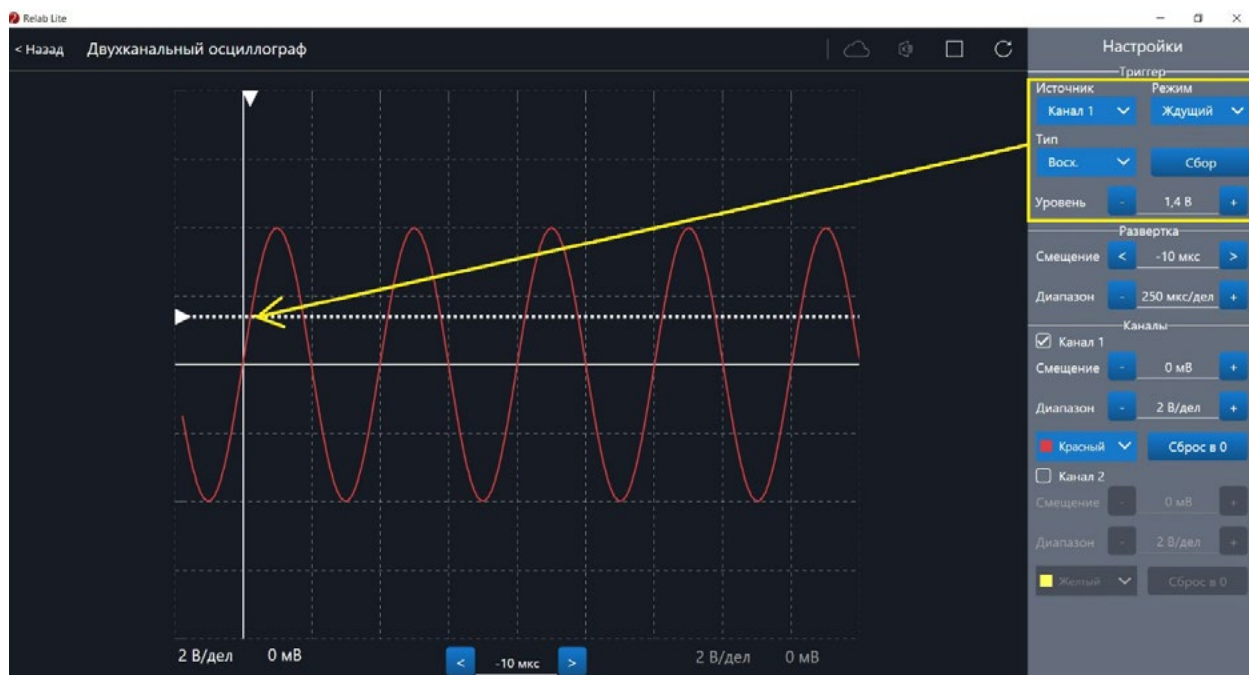 Relab Lite
< Назад Двухканальный осциллограф
Настройки
Триггер
Источник Режим
Канал 1 Ждущий
Тип
Восх. Сбор
Уровень - 1,4 В +
Развертка
Смещение < -10 мкс >
Диапазон - 250 мкс/дел +
Каналы
Канал 1
Смещение - 0 мВ +
Диапазон - 2 В/дел +
Красный Сброс в 0
Канал 2
Смещение - 0 мВ +
Диапазон - 2 В/дел +
Желтый Сброс в 0
2 В/дел 0 мВ < -10 мкс > 2 В/дел 0 мВ